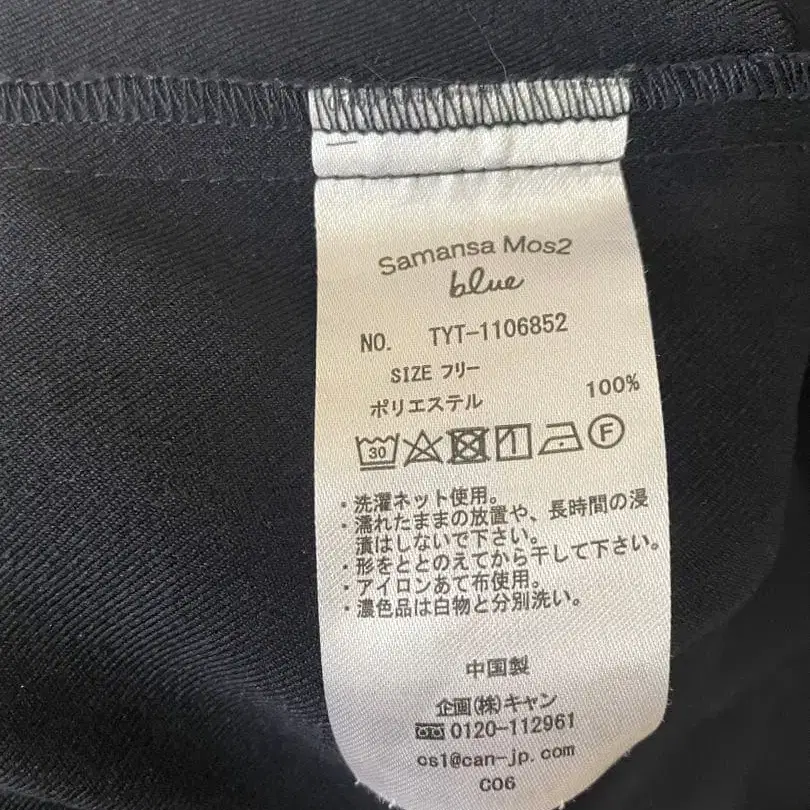 Samansa Mos2
blue
NO. TYT-1106852
SIZE フリー
ポリエステル 100%
30 F
・洗濯ネット使用。
・濡れたままの放置や、長時間の浸
漬はしないで下さい。
・形をととのえてから干して下さい。
・アイロンあて布使用。
・濃色品は白物と分別洗い。
中国製
企画(株)キャン
0120-112961
cs1@can-jp.com
C06